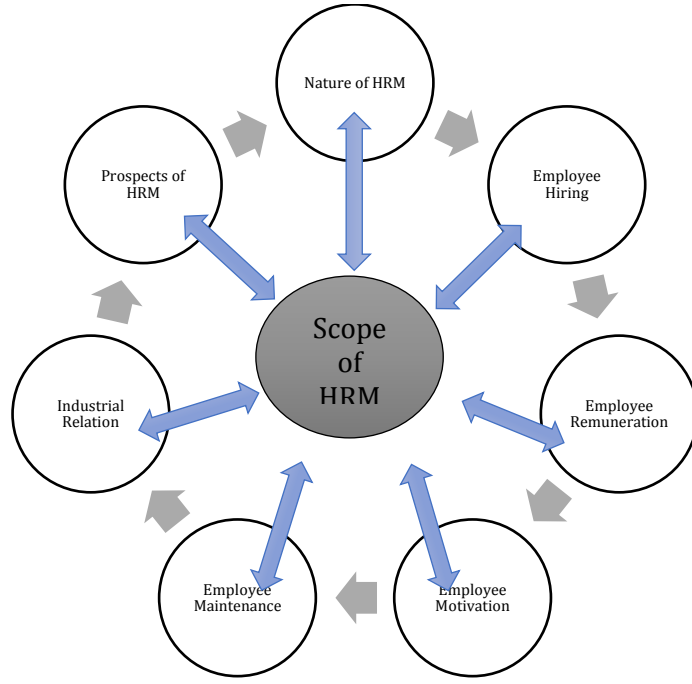 Nature of HRM
Employee
Hiring
Employee
Remuneration
Employee
Motivation
Employee
Maintenance
Industrial
Relation
Prospects of
HRM
Scope
of
HRM